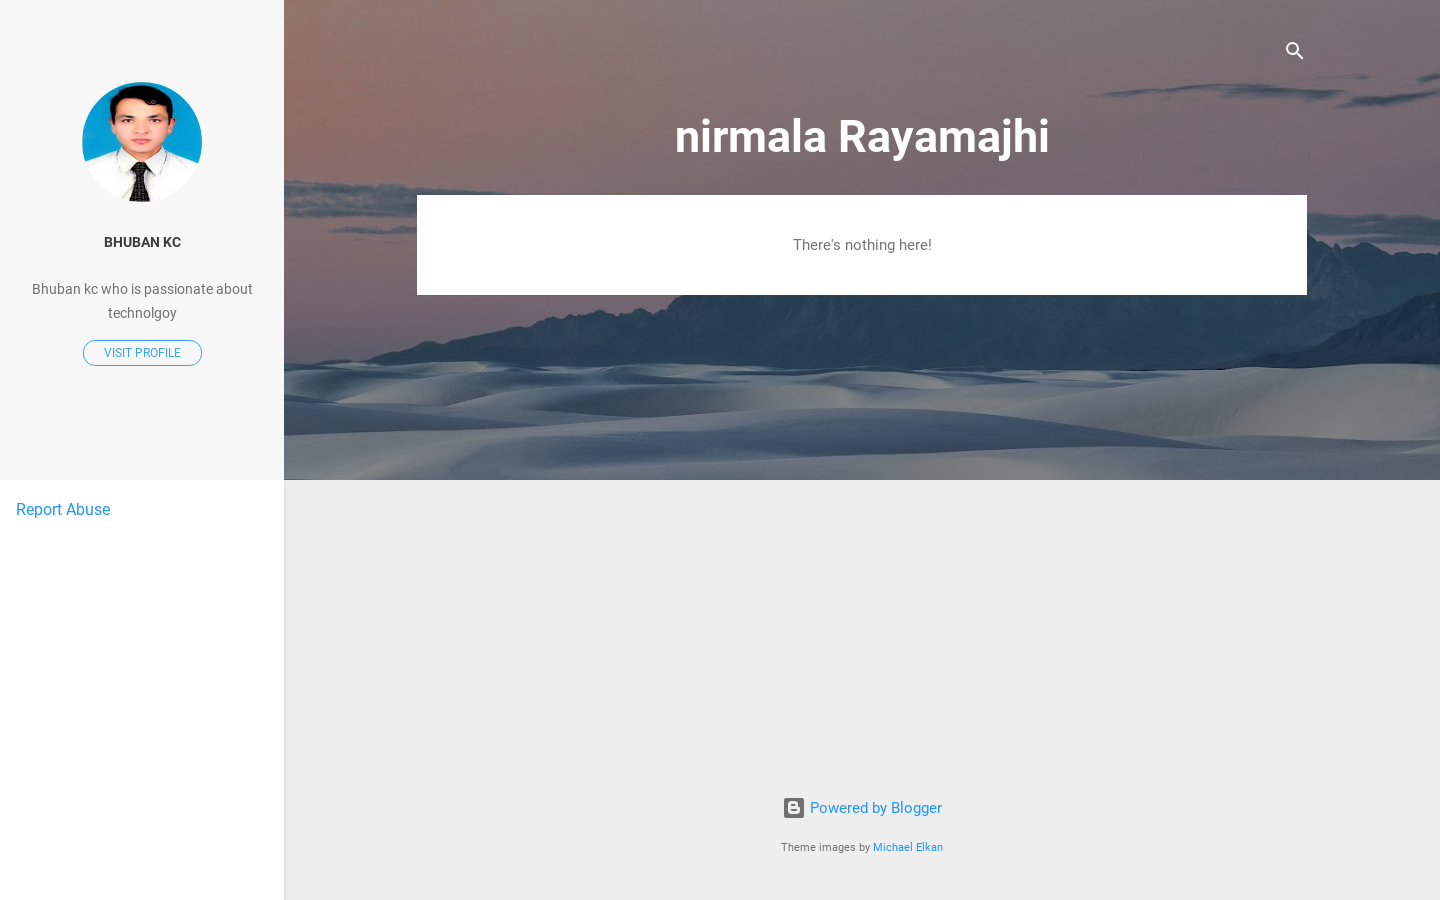 BHUBAN KC
Bhuban kc who is passionate about
technolgoy
VISIT PROFILE
Report Abuse
nirmala Rayamajhi
There's nothing here!
Powered by Blogger
Theme images by Michael Elkan